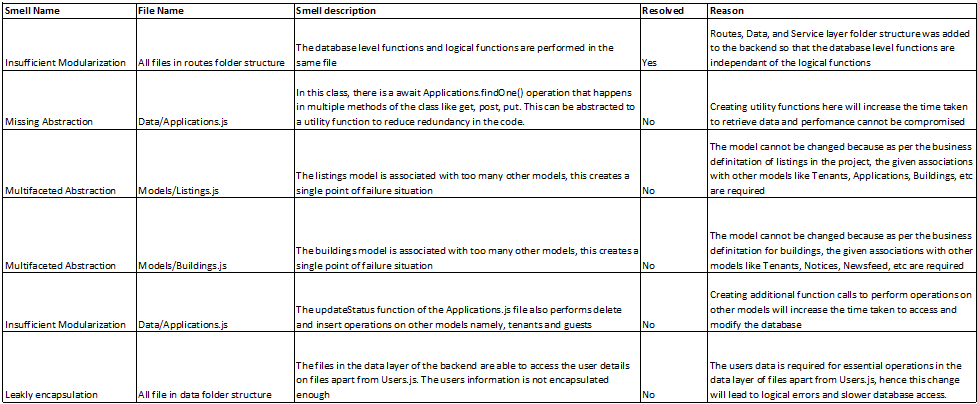 Smell Name File Name Smell description Resolved Reason
Routes, Data, and Service layer folder structure was added
The database level functions and logical functions are performed in the to the backend so that the database level functions are
Insufficient Modularization All files in routes folder structure same file Yes independant of the logical functions
In this class, there is a await Applications.findOne() operation that happens
in multiple methods of the class like get, post, put. This can be abstracted to Creating utility functions here will increase the time taken
Missing Abstraction Data/Applications.js a utility function to reduce redundancy in the code. No to retrieve data and perfomance cannot be compromised
The model cannot be changed because as per the business
definitation of listings in the project, the given associations
The listings model is associated with too many other models, this creates a with other models like Tenants, Applications, Buildings, etc
Multifaceted Abstraction Models/Listings.js single point of failure situation No are required
The model cannot be changed because as per the business
The buildings model is associated with too many other models, this creates a definitation for buildings, the given associations with other
Multifaceted Abstraction Models/Buildings.js single point of failure situation No models like Tenants, Notices, Newsfeed, etc are required
Creating additional function calls to perform operations on
The updateStatus function of the Applications.js file also performs delete other models will increase the time taken to access and
Insufficient Modularization Data/Applications.js and insert operations on other models namely, tenants and guests No modify the database
The files in the data layer of the backend are able to access the user details The users data is required for essential operations in the
on files apart from Users.js. The users information is not encapsulated data layer of files apart from Users.js, hence this change
Leakly encapsulation All file in data folder structure enough No will lead to logical errors and slower database access.